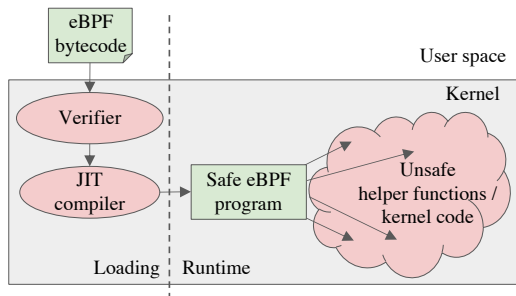 eBPF
bytecode
User space
Kernel
Verifier
JIT
compiler
Safe eBPF
program
Unsafe
helper functions /
kernel code
Loading
Runtime